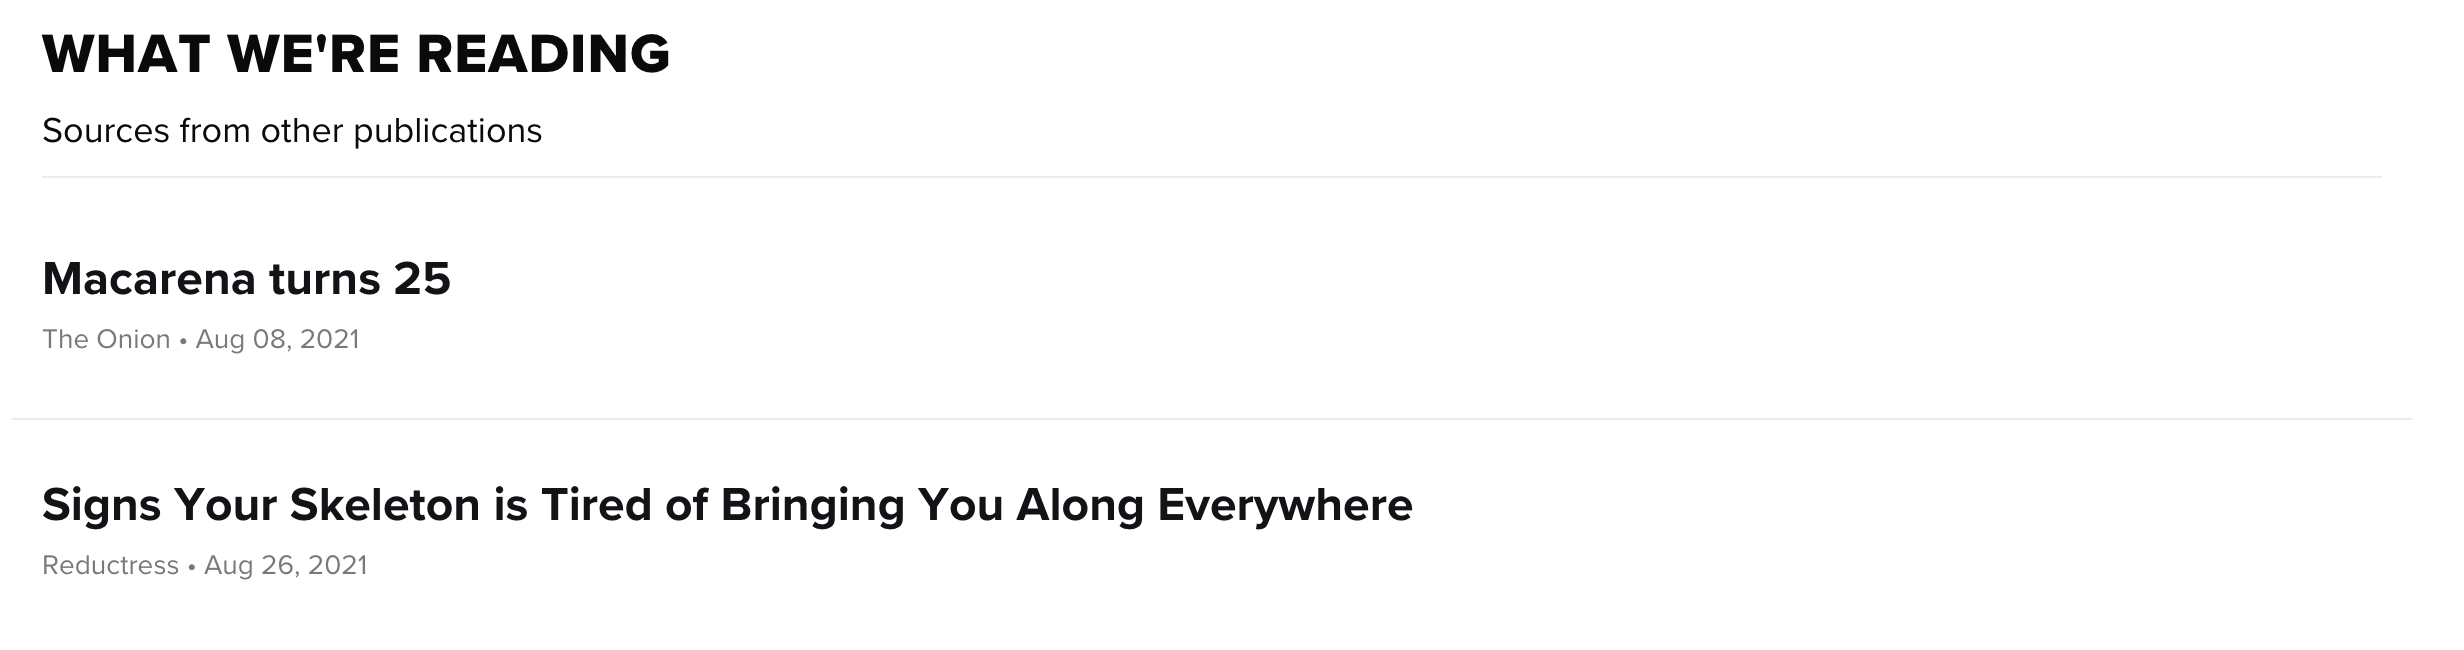 WHAT WE'RE READING
Sources from other publications
Macarena turns 25
The Onion • Aug 08, 2021
Signs Your Skeleton is Tired of Bringing You Along Everywhere
Reductress • Aug 26, 2021